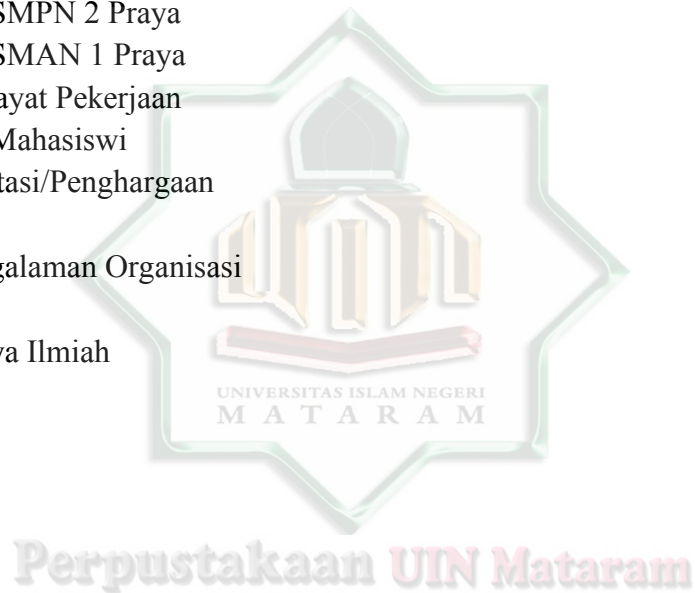 SMPN 2 Praya
SMAN 1 Praya
ayat Pekerjaan
Mahasiswi
tasi/Penghargaan
galaman Organisasi
a Ilmiah
UNIVERSITAS ISLAM NEGERI
MATARAM
Perpustakaan UIN Mataram